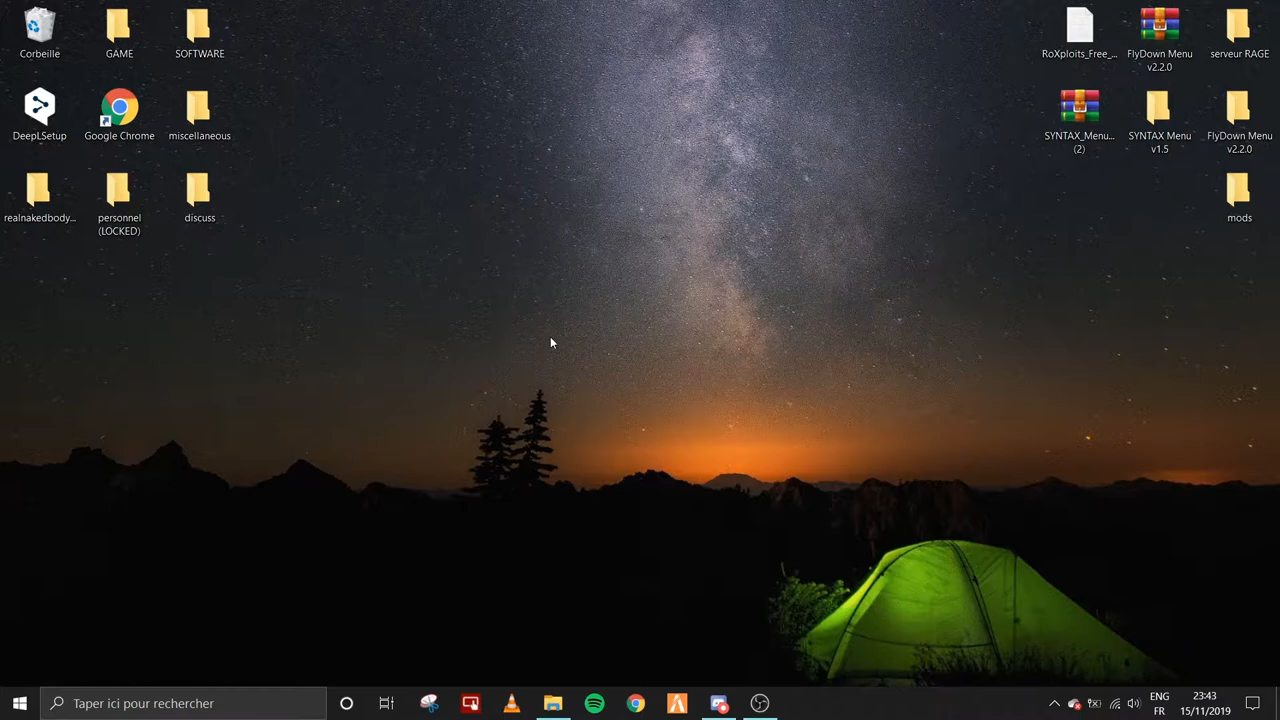 Corbeille
GAME
SOFTWARE
RoXploits_Free_...
FlyDown Menu
v2.2.0
serveur RAGE
DeepLSetup
Google Chrome
miscellaneous
SYNTAX_Menu...
(2)
SYNTAX Menu
v1.5
FlyDown Menu
v2.2.0
realnakedbody...
personnel
(LOCKED)
discuss
mods
Taper ici pour rechercher
ENG
FR
23:43
15/11/2019